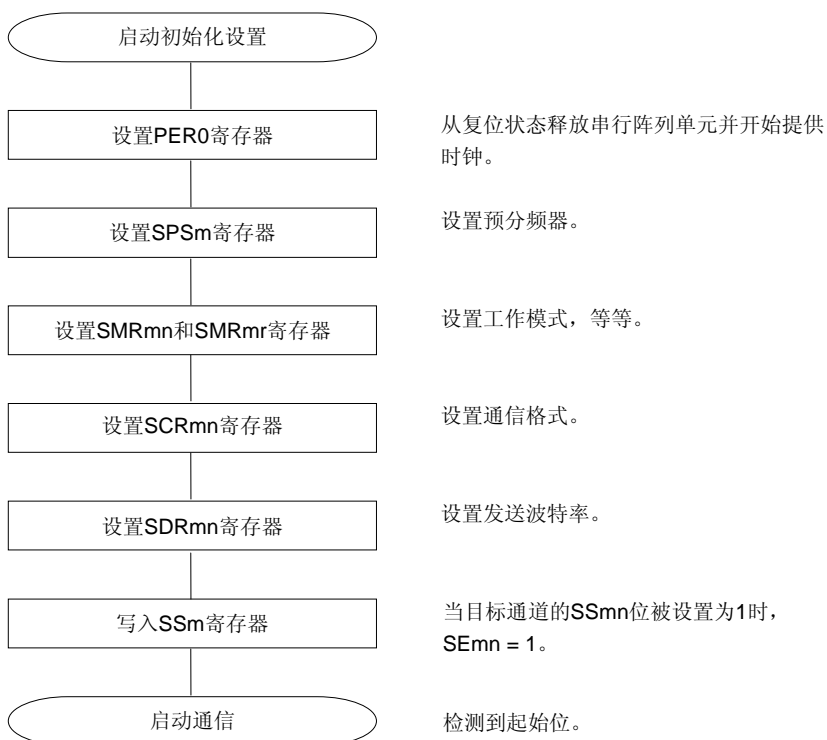 启动初始化设置
设置PER0寄存器
从复位状态释放串行阵列单元并开始提供
时钟。
设置SPSm寄存器
设置预分频器。
设置SMRmn和SMRmr寄存器
设置工作模式，等等。
设置SCRmn寄存器
设置通信格式。
设置SDRmn寄存器
设置发送波特率。
写入SSm寄存器
当目标通道的SSmn位被设置为1时，
SEmn = 1。
启动通信
检测到起始位。